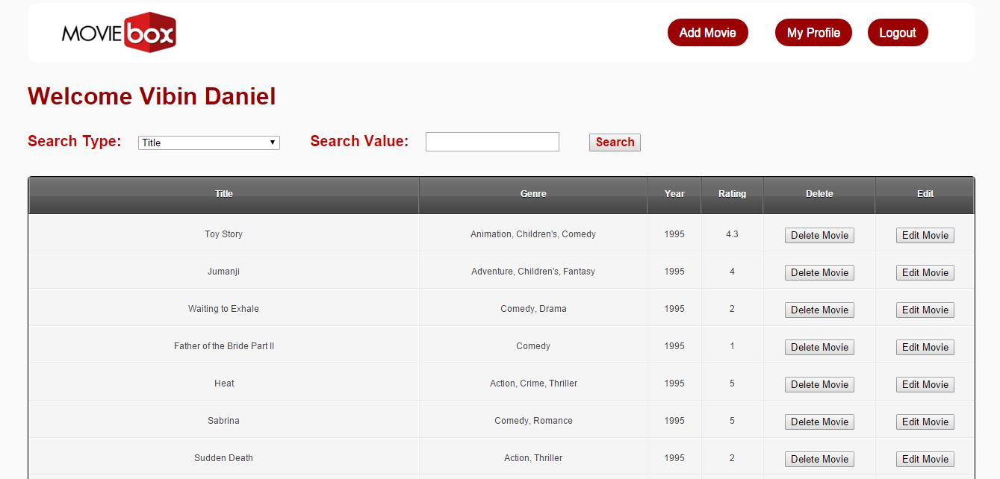 MOVIE box Add Movie My Profile Logout
Welcome Vibin Daniel
Search Type: Title Search Value: Search
Title Genre Year Rating Delete Edit
Toy Story Animation, Children's, Comedy 1995 4.3 Delete Movie Edit Movie
Jumanji Adventure, Children's, Fantasy 1995 4 Delete Movie Edit Movie
Waiting to Exhale Comedy, Drama 1995 2 Delete Movie Edit Movie
Father of the Bride Part II Comedy 1995 1 Delete Movie Edit Movie
Heat Action, Crime, Thriller 1995 5 Delete Movie Edit Movie
Sabrina Comedy, Romance 1995 5 Delete Movie Edit Movie
Sudden Death Action, Thriller 1995 2 Delete Movie Edit Movie